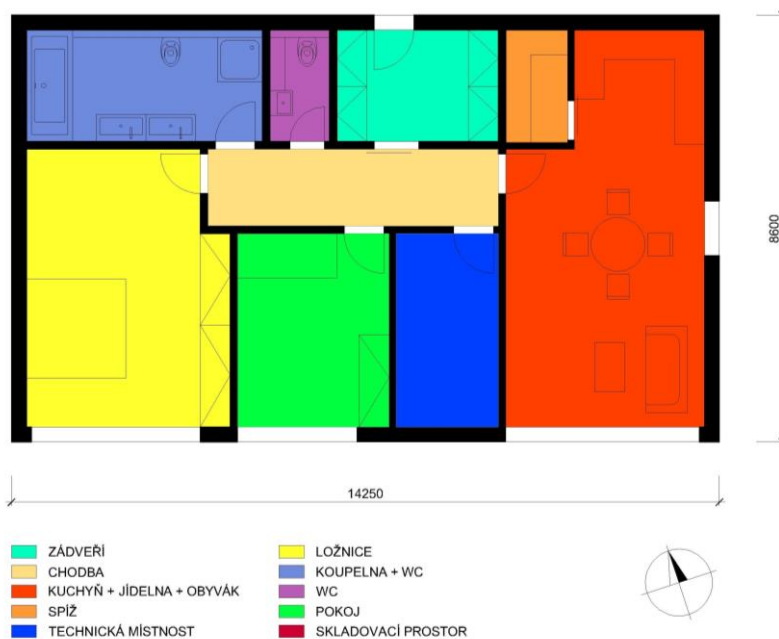 8600
14250
ZÁDVEŘÍ
CHODBA
KUCHYŇ + JÍDELNA + OBYVÁK
SPÍŽ
TECHNICKÁ MÍSTNOST
LOŽNICE
KOUPELNA + WC
WC
POKOJ
SKLADOVACÍ PROSTOR